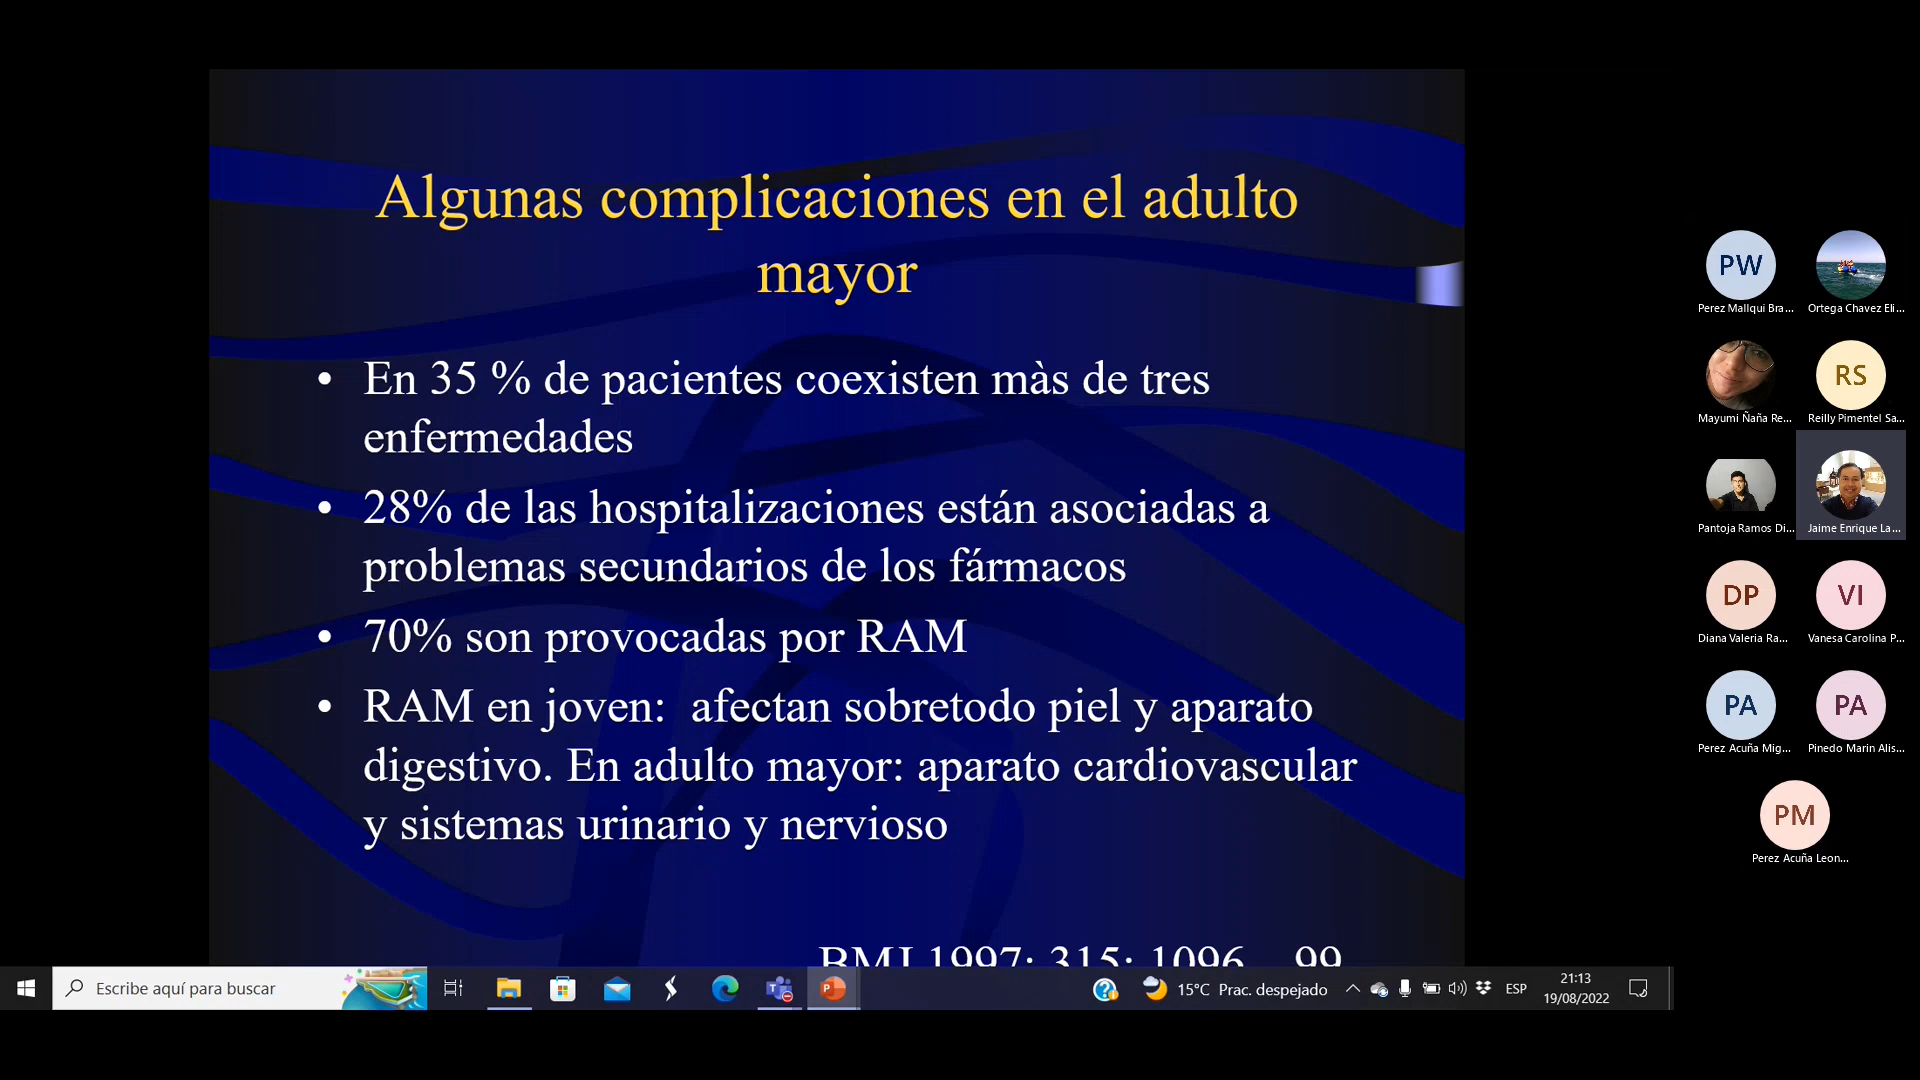 Algunas complicaciones en el adulto
mayor
• En 35 % de pacientes coexisten màs de tres
enfermedades
• 28% de las hospitalizaciones están asociadas a
problemas secundarios de los fármacos
• 70% son provocadas por RAM
• RAM en joven:  afectan sobretodo piel y aparato
digestivo. En adulto mayor: aparato cardiovascular
y sistemas urinario y nervioso
BMJ 1997; 315: 1096 - 99
PW
Perez Mallqui Bra...
Ortega Chavez Eli...
Mayumi Ñaña Re...
RS
Reilly Pimentel Sa...
Pantoja Ramos Di...
Jaime Enrique La...
DP
Diana Valeria Ra...
VI
Vanesa Carolina P...
PA
Perez Acuña Mig...
PA
Pinedo Marin Alis...
PM
Perez Acuña Leon...
Escribe aquí para buscar
15°C Prac. despejado
ESP
21:13
19/08/2022